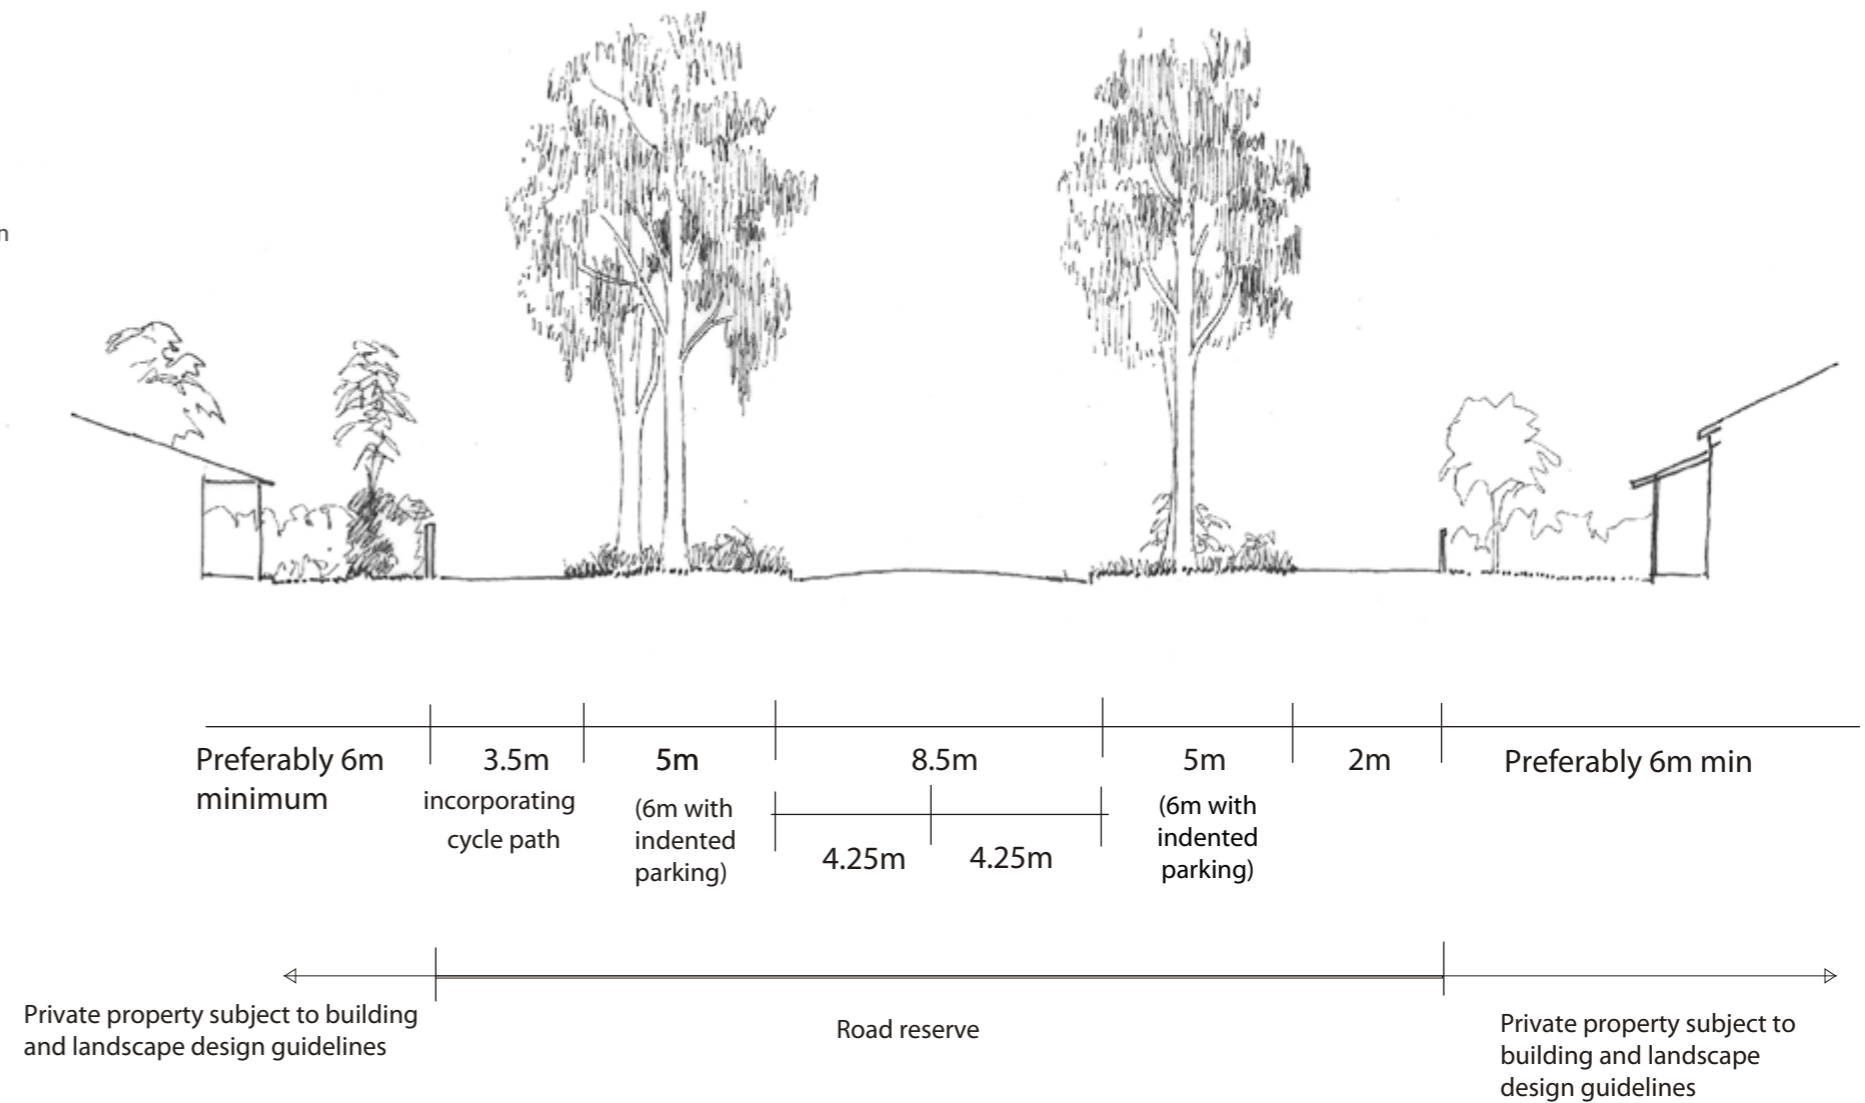 n
Preferably 6m
minimum
3.5m
incorporating
cycle path
5m
(6m with
indented
parking)
8.5m
4.25m
4.25m
5m
(6m with
indented
parking)
2m
Preferably 6m min
Private property subject to building
and landscape design guidelines
Road reserve
Private property subject to
building and landscape
design guidelines